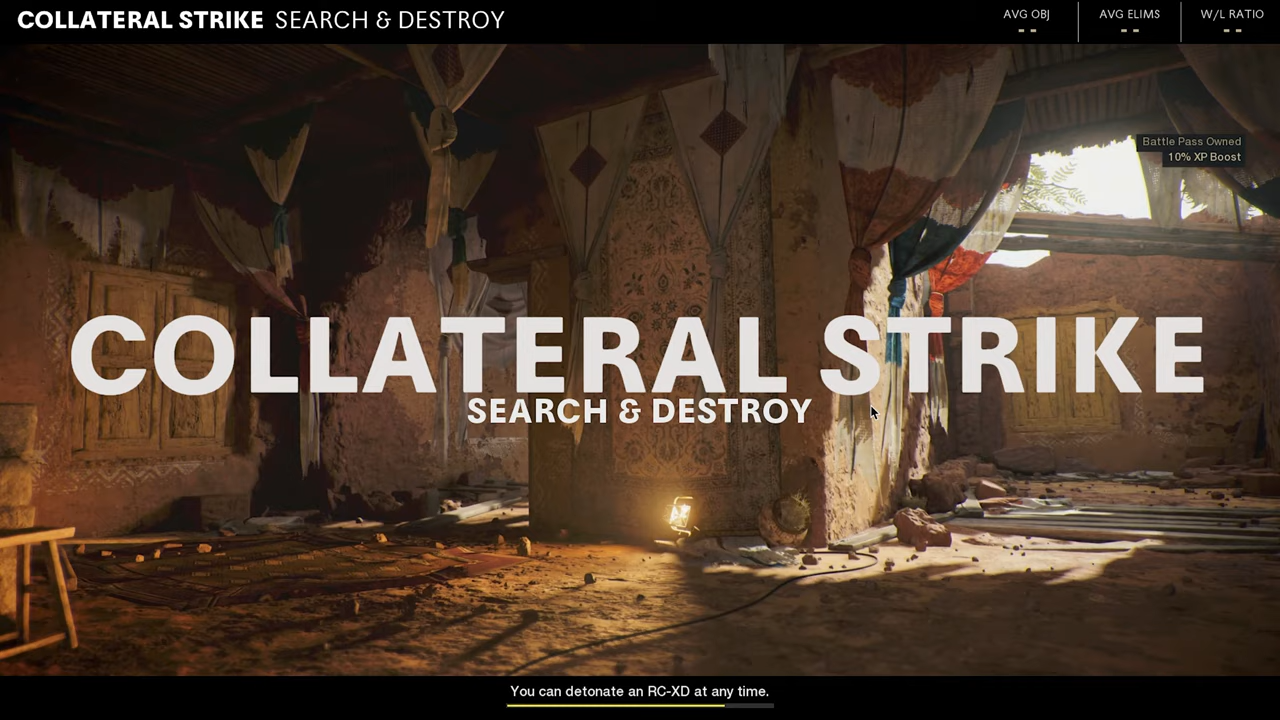 COLLATERAL STRIKE SEARCH & DESTROY
AVG OBJ
--
AVG ELIMS
--
W/L RATIO
--
Battle Pass Owned
10% XP Boost
COLLATERAL STRIKE
SEARCH & DESTROY
You can detonate an RC-XD at any time.